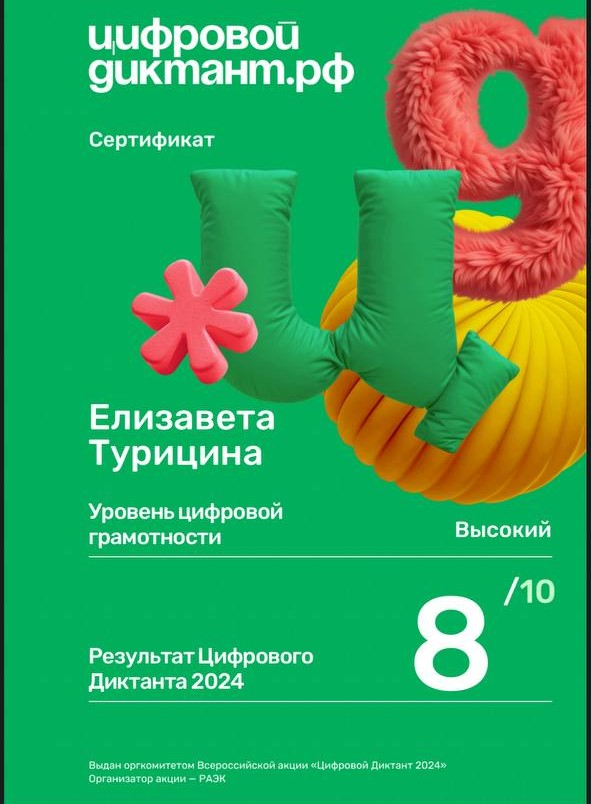 цифровой
диктант.рф
Сертификат
Елизавета
Турицина
Уровень цифровой
грамотности
Высокий
8/10
Результат Цифрового
Диктанта 2024
Выдан оргкомитетом Всероссийской акции «Цифровой Диктант 2024»
Организатор акции — РАЭК